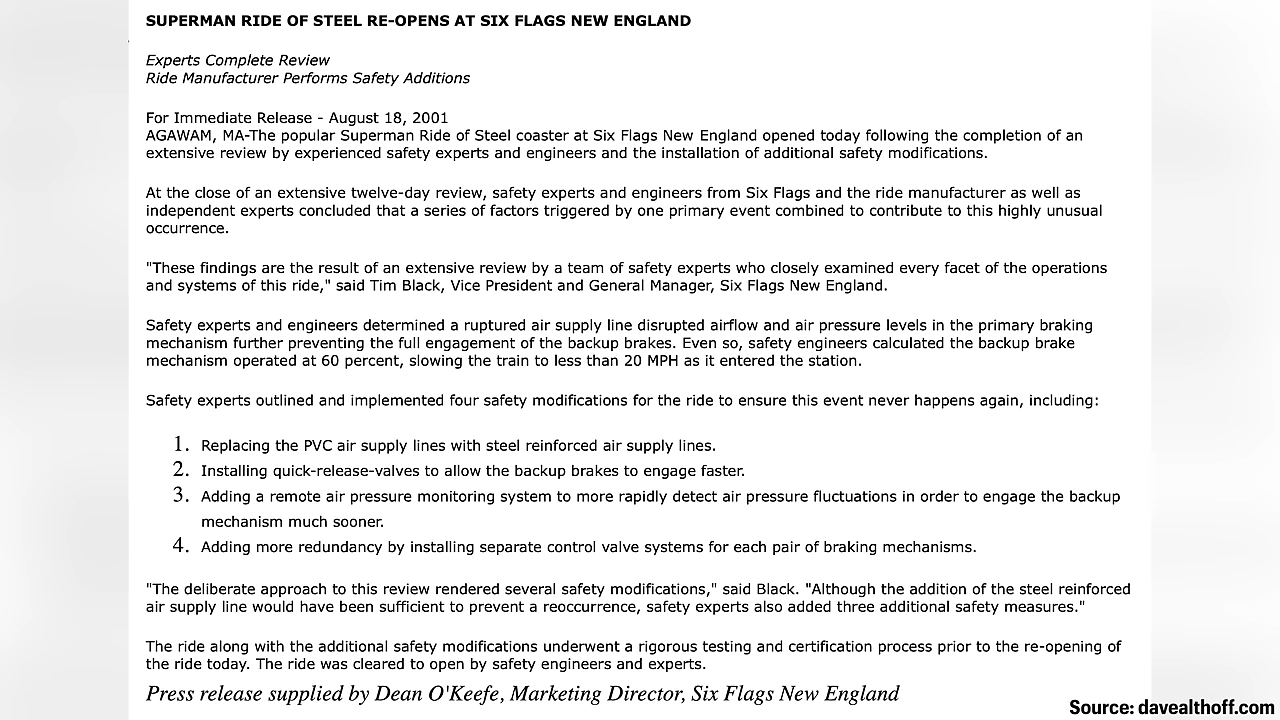 SUPERMAN RIDE OF STEEL RE-OPENS AT SIX FLAGS NEW ENGLAND
Experts Complete Review
Ride Manufacturer Performs Safety Additions
For Immediate Release - August 18, 2001
AGAWAM, MA-The popular Superman Ride of Steel coaster at Six Flags New England opened today following the completion of an
extensive review by experienced safety experts and engineers and the installation of additional safety modifications.
At the close of an extensive twelve-day review, safety experts and engineers from Six Flags and the ride manufacturer as well as
independent experts concluded that a series of factors triggered by one primary event combined to contribute to this highly unusual
occurrence.
"These findings are the result of an extensive review by a team of safety experts who closely examined every facet of the operations
and systems of this ride," said Tim Black, Vice President and General Manager, Six Flags New England.
Safety experts and engineers determined a ruptured air supply line disrupted airflow and air pressure levels in the primary braking
mechanism further preventing the full engagement of the backup brakes. Even so, safety engineers calculated the backup brake
mechanism operated at 60 percent, slowing the train to less than 20 MPH as it entered the station.
Safety experts outlined and implemented four safety modifications for the ride to ensure this event never happens again, including:
1. Replacing the PVC air supply lines with steel reinforced air supply lines.
2. Installing quick-release-valves to allow the backup brakes to engage faster.
3. Adding a remote air pressure monitoring system to more rapidly detect air pressure fluctuations in order to engage the backup
mechanism much sooner.
4. Adding more redundancy by installing separate control valve systems for each pair of braking mechanisms.
"The deliberate approach to this review rendered several safety modifications," said Black. "Although the addition of the steel reinforced
air supply line would have been sufficient to prevent a reoccurrence, safety experts also added three additional safety measures."
The ride along with the additional safety modifications underwent a rigorous testing and certification process prior to the re-opening of
the ride today. The ride was cleared to open by safety engineers and experts.
Press release supplied by Dean O'Keefe, Marketing Director, Six Flags New England
Source: davealthoff.com